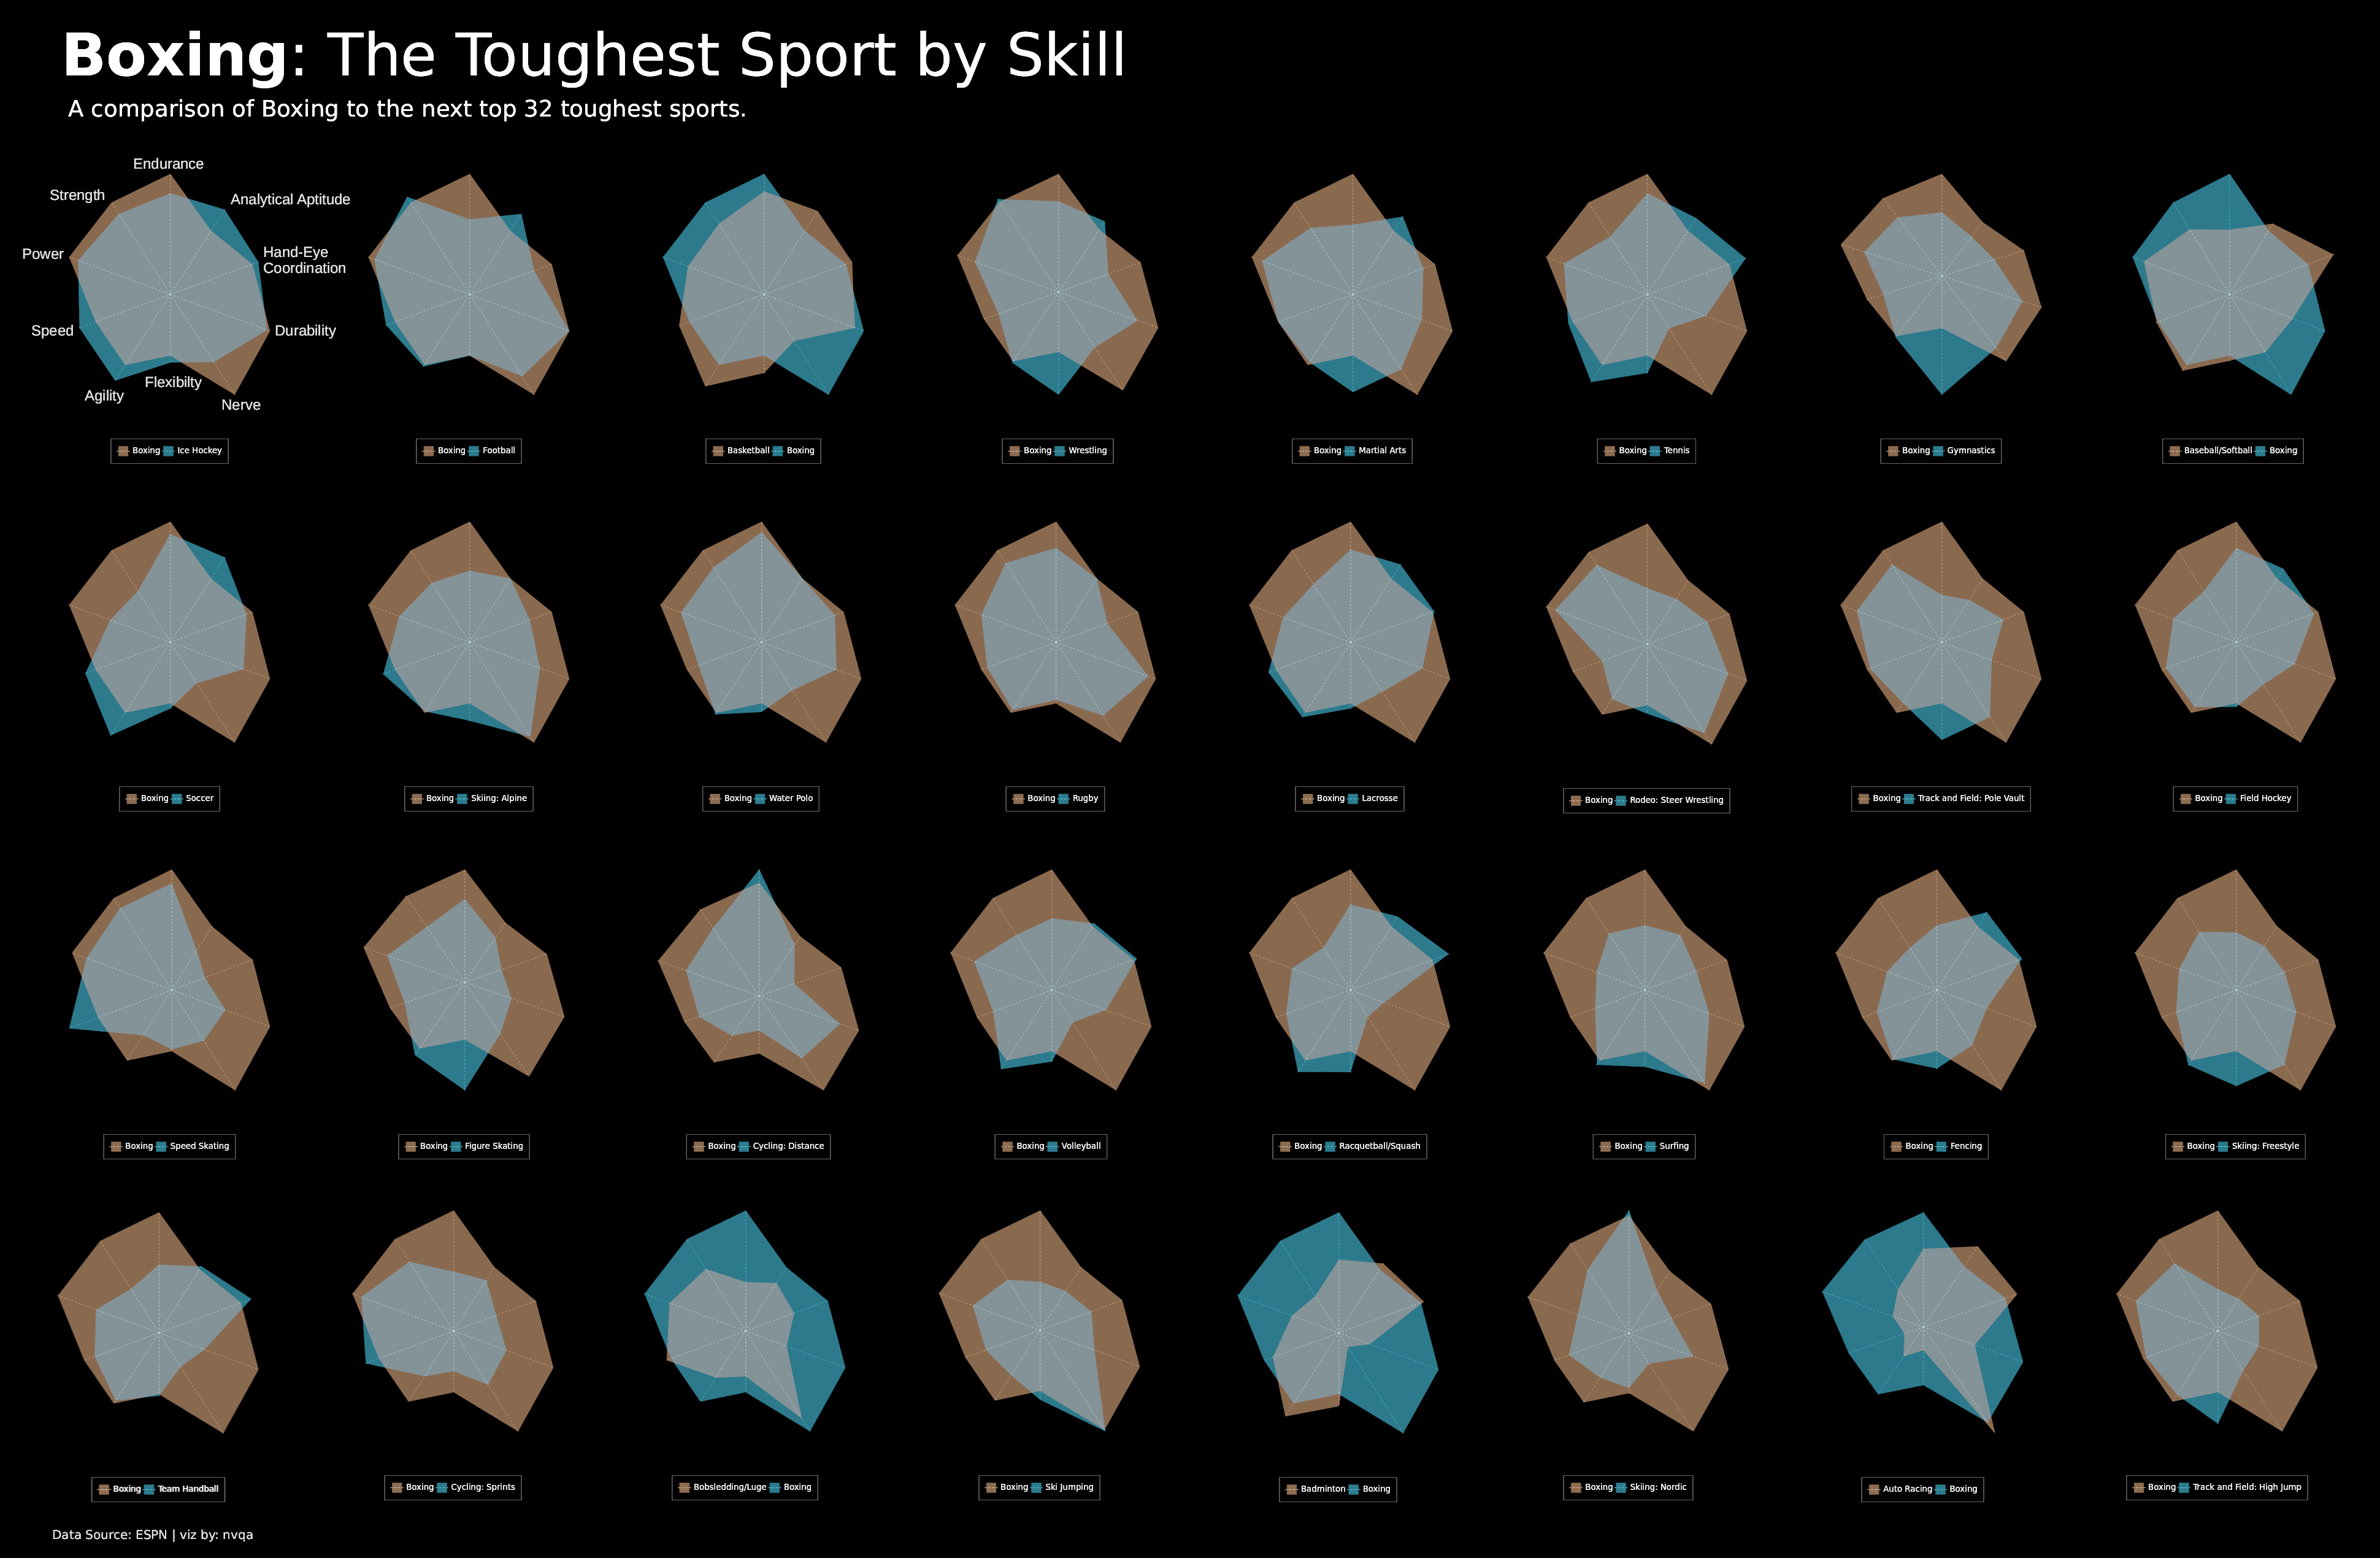 Boxing: The Toughest Sport by Skill
A comparison of Boxing to the next top 32 toughest sports.
Endurance
Strength
Analytical Aptitude
Power
Hand-Eye
Coordination
Speed
Durability
Flexibilty
Agility
Nerve
Boxing Ice Hockey
Boxing Football
Basketball Boxing
Boxing Wrestling
Boxing Martial Arts
Boxing Tennis
Boxing Gymnastics
Baseball/Softball Boxing
Boxing Soccer
Boxing Skiing: Alpine
Boxing Water Polo
Boxing Rugby
Boxing Lacrosse
Boxing Rodeo: Steer Wrestling
Boxing Track and Field: Pole Vault
Boxing Field Hockey
Boxing Speed Skating
Boxing Figure Skating
Boxing Cycling: Distance
Boxing Volleyball
Boxing Racquetball/Squash
Boxing Surfing
Boxing Fencing
Boxing Skiing: Freestyle
Boxing Team Handball
Boxing Cycling: Sprints
Bobsledding/Luge Boxing
Boxing Ski Jumping
Badminton Boxing
Boxing Skiing: Nordic
Auto Racing Boxing
Boxing Track and Field: High Jump
Data Source: ESPN | viz by: nvqa